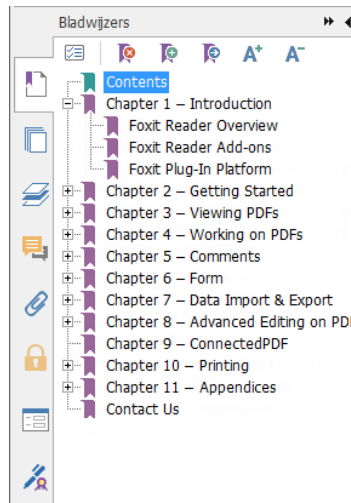 Bladwijzers
A+ A-
Contents
Chapter 1 – Introduction
Foxit Reader Overview
Foxit Reader Add-ons
Foxit Plug-In Platform
Chapter 2 – Getting Started
Chapter 3 – Viewing PDFs
Chapter 4 – Working on PDFs
Chapter 5 – Comments
Chapter 6 – Form
Chapter 7 – Data Import & Export
Chapter 8 – Advanced Editing on PD
Chapter 9 – ConnectedPDF
Chapter 10 – Printing
Chapter 11 – Appendices
Contact Us